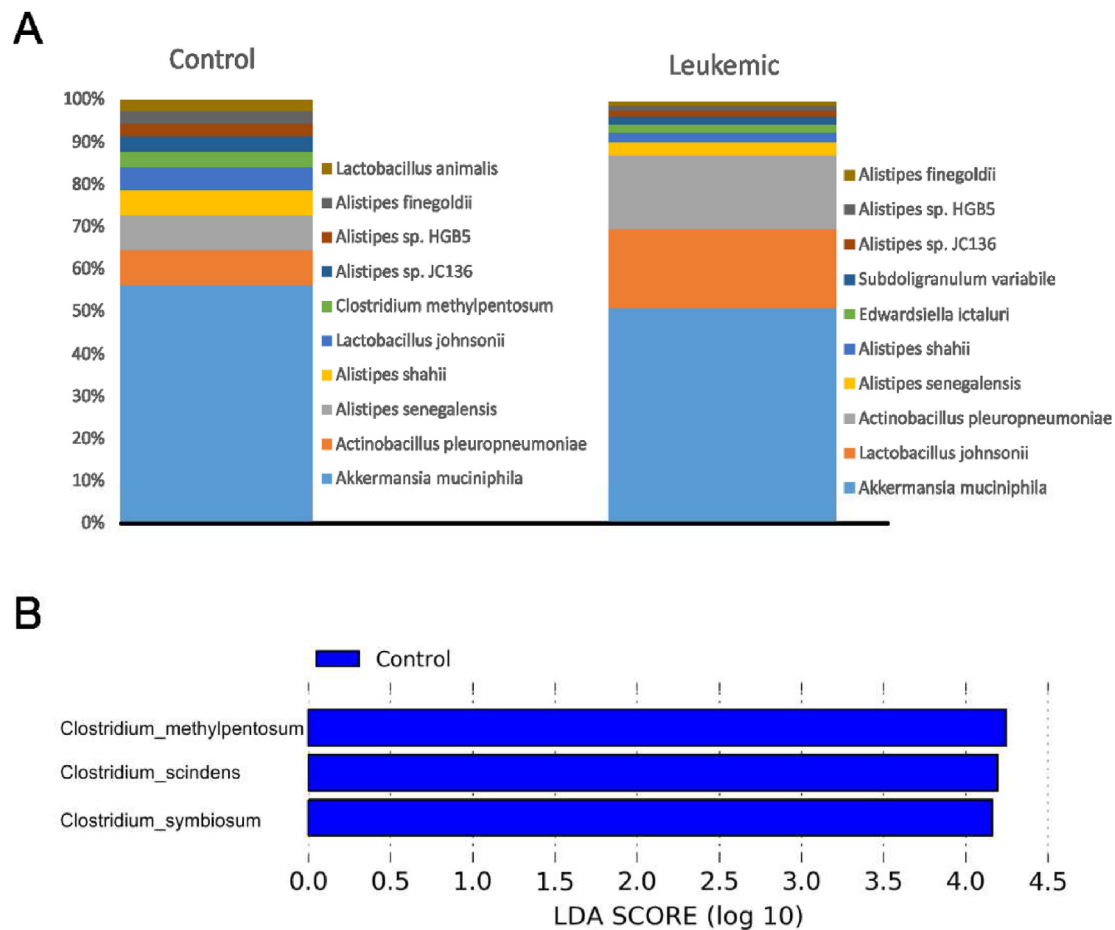 A
Control
Leukemic
100%
90%
80%
70%
60%
50%
40%
30%
20%
10%
0%
Lactobacillus animalis
Alistipes finegoldii
Alistipes sp. HGB5
Alistipes sp. JC136
Clostridium methylpentosum
Lactobacillus johnsonii
Alistipes shahii
Alistipes senegalensis
Actinobacillus pleuropneumoniae
Akkermansia muciniphila
Alistipes finegoldii
Alistipes sp. HGB5
Alistipes sp. JC136
Subdoligranulum variabile
Edwardsiella ictaluri
Alistipes shahii
Alistipes senegalensis
Actinobacillus pleuropneumoniae
Lactobacillus johnsonii
Akkermansia muciniphila
B
Control
Clostridium_methylpentosum
Clostridium_scindens
Clostridium_symbiosum
0.0 0.5 1.0 1.5 2.0 2.5 3.0 3.5 4.0 4.5
LDA SCORE (log 10)